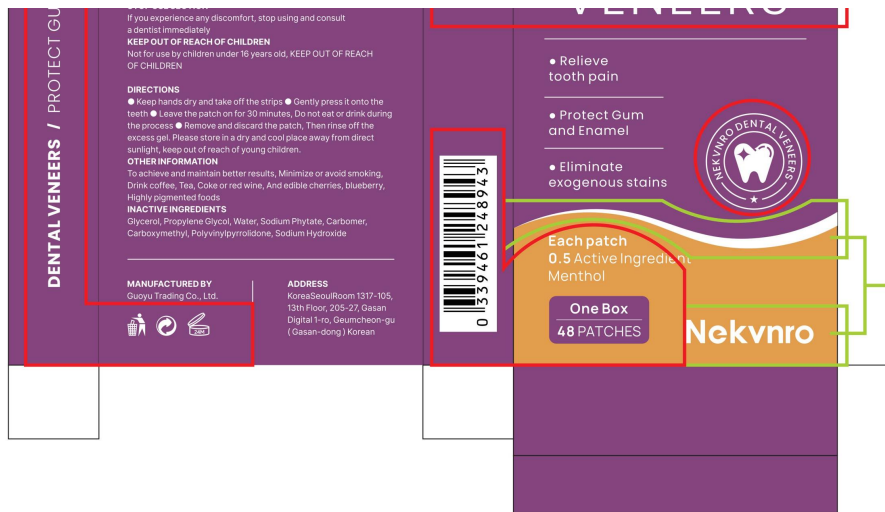 DENTAL VENEERS / PROTECT GU
If you experience any discomfort, stop using and consult
a dentist immediately
KEEP OUT OF REACH OF CHILDREN
Not for use by children under 16 years old, KEEP OUT OF REACH
OF CHILDREN
DIRECTIONS
● Keep hands dry and take off the strips ● Gently press it onto the
teeth ● Leave the patch on for 30 minutes, Do not eat or drink during
the process ● Remove and discard the patch, Then rinse off the
excess gel. Please store in a dry and cool place away from direct
sunlight, keep out of reach of young children.
OTHER INFORMATION
To achieve and maintain better results, Minimize or avoid smoking,
Drink coffee, Tea, Coke or red wine, And edible cherries, blueberry,
Highly pigmented foods
INACTIVE INGREDIENTS
Glycerol, Propylene Glycol, Water, Sodium Phytate, Carbomer,
Carboxymethyl, Polyvinylpyrrolidone, Sodium Hydroxide
MANUFACTURED BY
Guoyu Trading Co., Ltd.
24M
ADDRESS
KoreaSeoulRoom 1317-105,
13th Floor, 205-27, Gasan
Digital 1-ro, Geumcheon-gu
( Gasan-dong ) Korean
0 339461 248943
VENEERS
● Relieve
tooth pain
● Protect Gum
and Enamel
● Eliminate
exogenous stains
NEKVNRO DENTAL VENEERS
Each patch
0.5 Active Ingredient
Menthol
One Box
48 PATCHES
Nekvnro